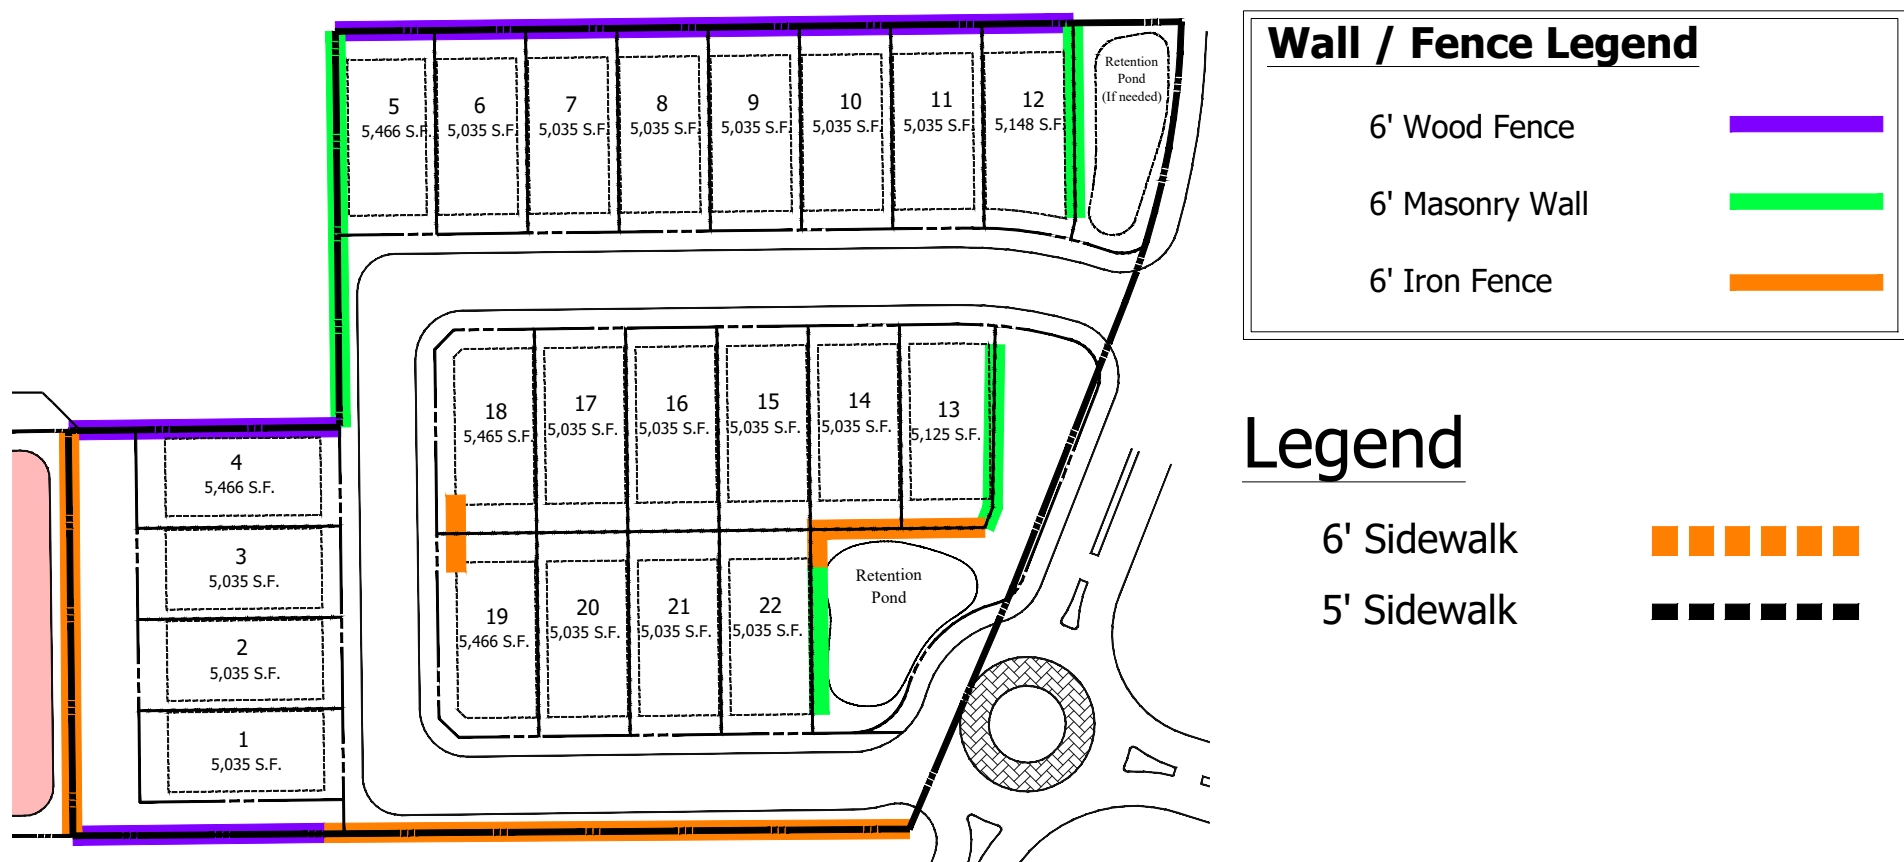 5
5,466 S.F.
6
5,035 S.F.
7
5,035 S.F.
8
5,035 S.F.
9
5,035 S.F.
10
5,035 S.F.
11
5,035 S.F.
12
5,148 S.F.
Retention
Pond
(If needed)
18
5,465 S.F.
17
5,035 S.F.
16
5,035 S.F.
15
5,035 S.F.
14
5,035 S.F.
13
5,125 S.F.
4
5,466 S.F.
3
5,035 S.F.
2
5,035 S.F.
1
5,035 S.F.
19
5,466 S.F.
20
5,035 S.F.
21
5,035 S.F.
22
5,035 S.F.
Retention
Pond
Wall / Fence Legend
6' Wood Fence
6' Masonry Wall
6' Iron Fence
Legend
6' Sidewalk
5' Sidewalk